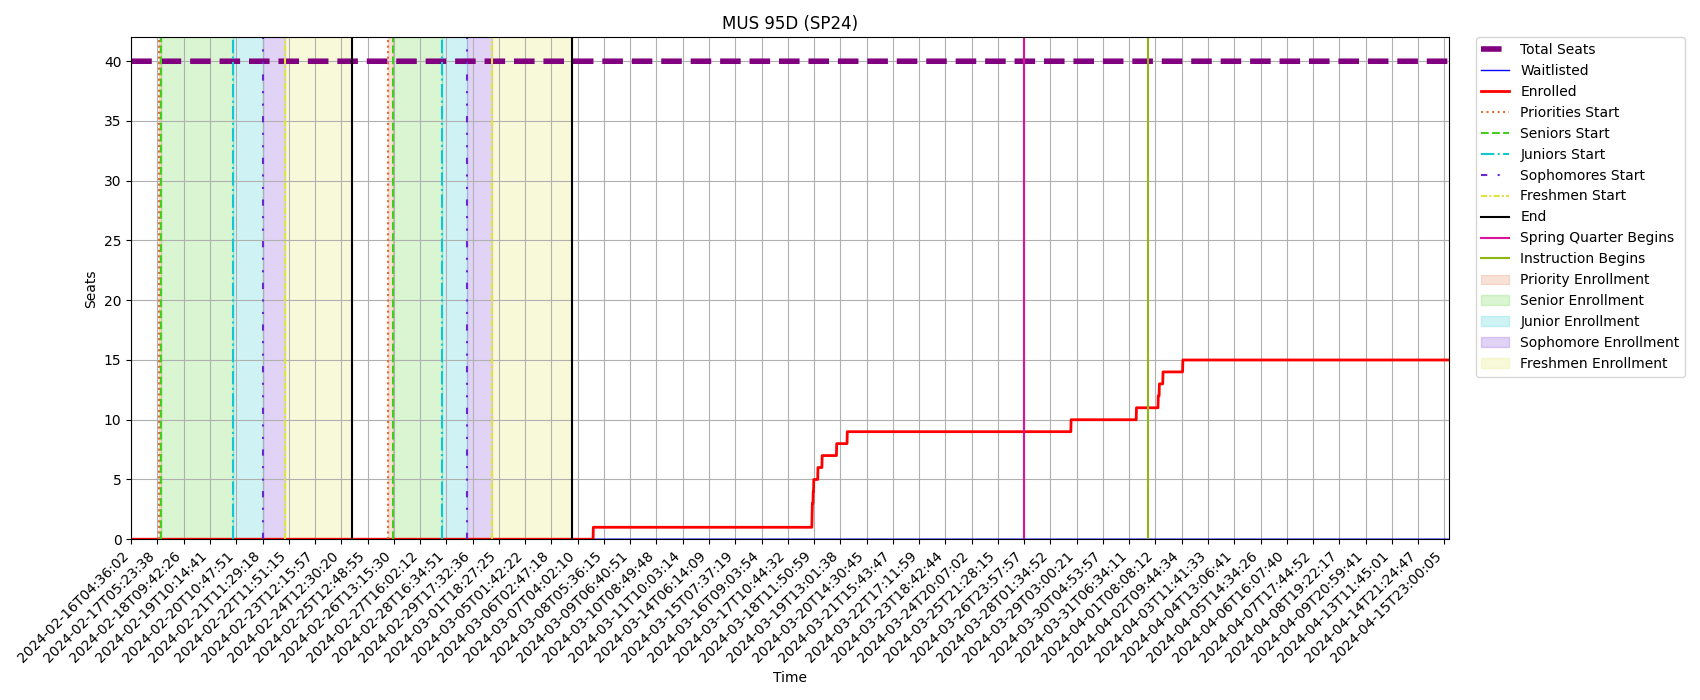 MUS 95D (SP24)
Seats
40
35
30
25
20
15
10
5
0
2024-02-16T04:36:02
2024-02-17T05:23:38
2024-02-18T09:42:26
2024-02-19T10:14:41
2024-02-20T10:47:51
2024-02-21T11:29:18
2024-02-22T11:51:15
2024-02-23T12:15:57
2024-02-24T12:30:20
2024-02-25T12:48:55
2024-02-26T13:15:30
2024-02-27T16:02:12
2024-02-28T16:34:51
2024-02-29T17:32:36
2024-03-01T18:27:25
2024-03-05T01:42:22
2024-03-06T02:47:18
2024-03-07T04:02:10
2024-03-08T05:36:15
2024-03-09T06:40:51
2024-03-10T08:49:48
2024-03-11T10:03:14
2024-03-14T06:14:09
2024-03-15T07:37:19
2024-03-16T09:03:54
2024-03-17T10:44:32
2024-03-18T11:50:59
2024-03-19T13:01:38
2024-03-20T14:30:45
2024-03-21T15:43:47
2024-03-22T17:11:59
2024-03-23T18:42:44
2024-03-24T20:07:02
2024-03-25T21:28:15
2024-03-26T23:57:57
2024-03-28T01:34:52
2024-03-29T03:00:21
2024-03-30T04:53:57
2024-03-31T06:34:11
2024-04-01T08:08:12
2024-04-02T09:44:34
2024-04-03T11:41:33
2024-04-04T13:06:41
2024-04-05T14:34:26
2024-04-06T16:07:40
2024-04-07T17:44:52
2024-04-08T19:22:17
2024-04-09T20:59:41
2024-04-13T11:45:01
2024-04-14T21:24:47
2024-04-15T23:00:05
Time
Total Seats
Waitlisted
Enrolled
Priorities Start
Seniors Start
Juniors Start
Sophomores Start
Freshmen Start
End
Spring Quarter Begins
Instruction Begins
Priority Enrollment
Senior Enrollment
Junior Enrollment
Sophomore Enrollment
Freshmen Enrollment